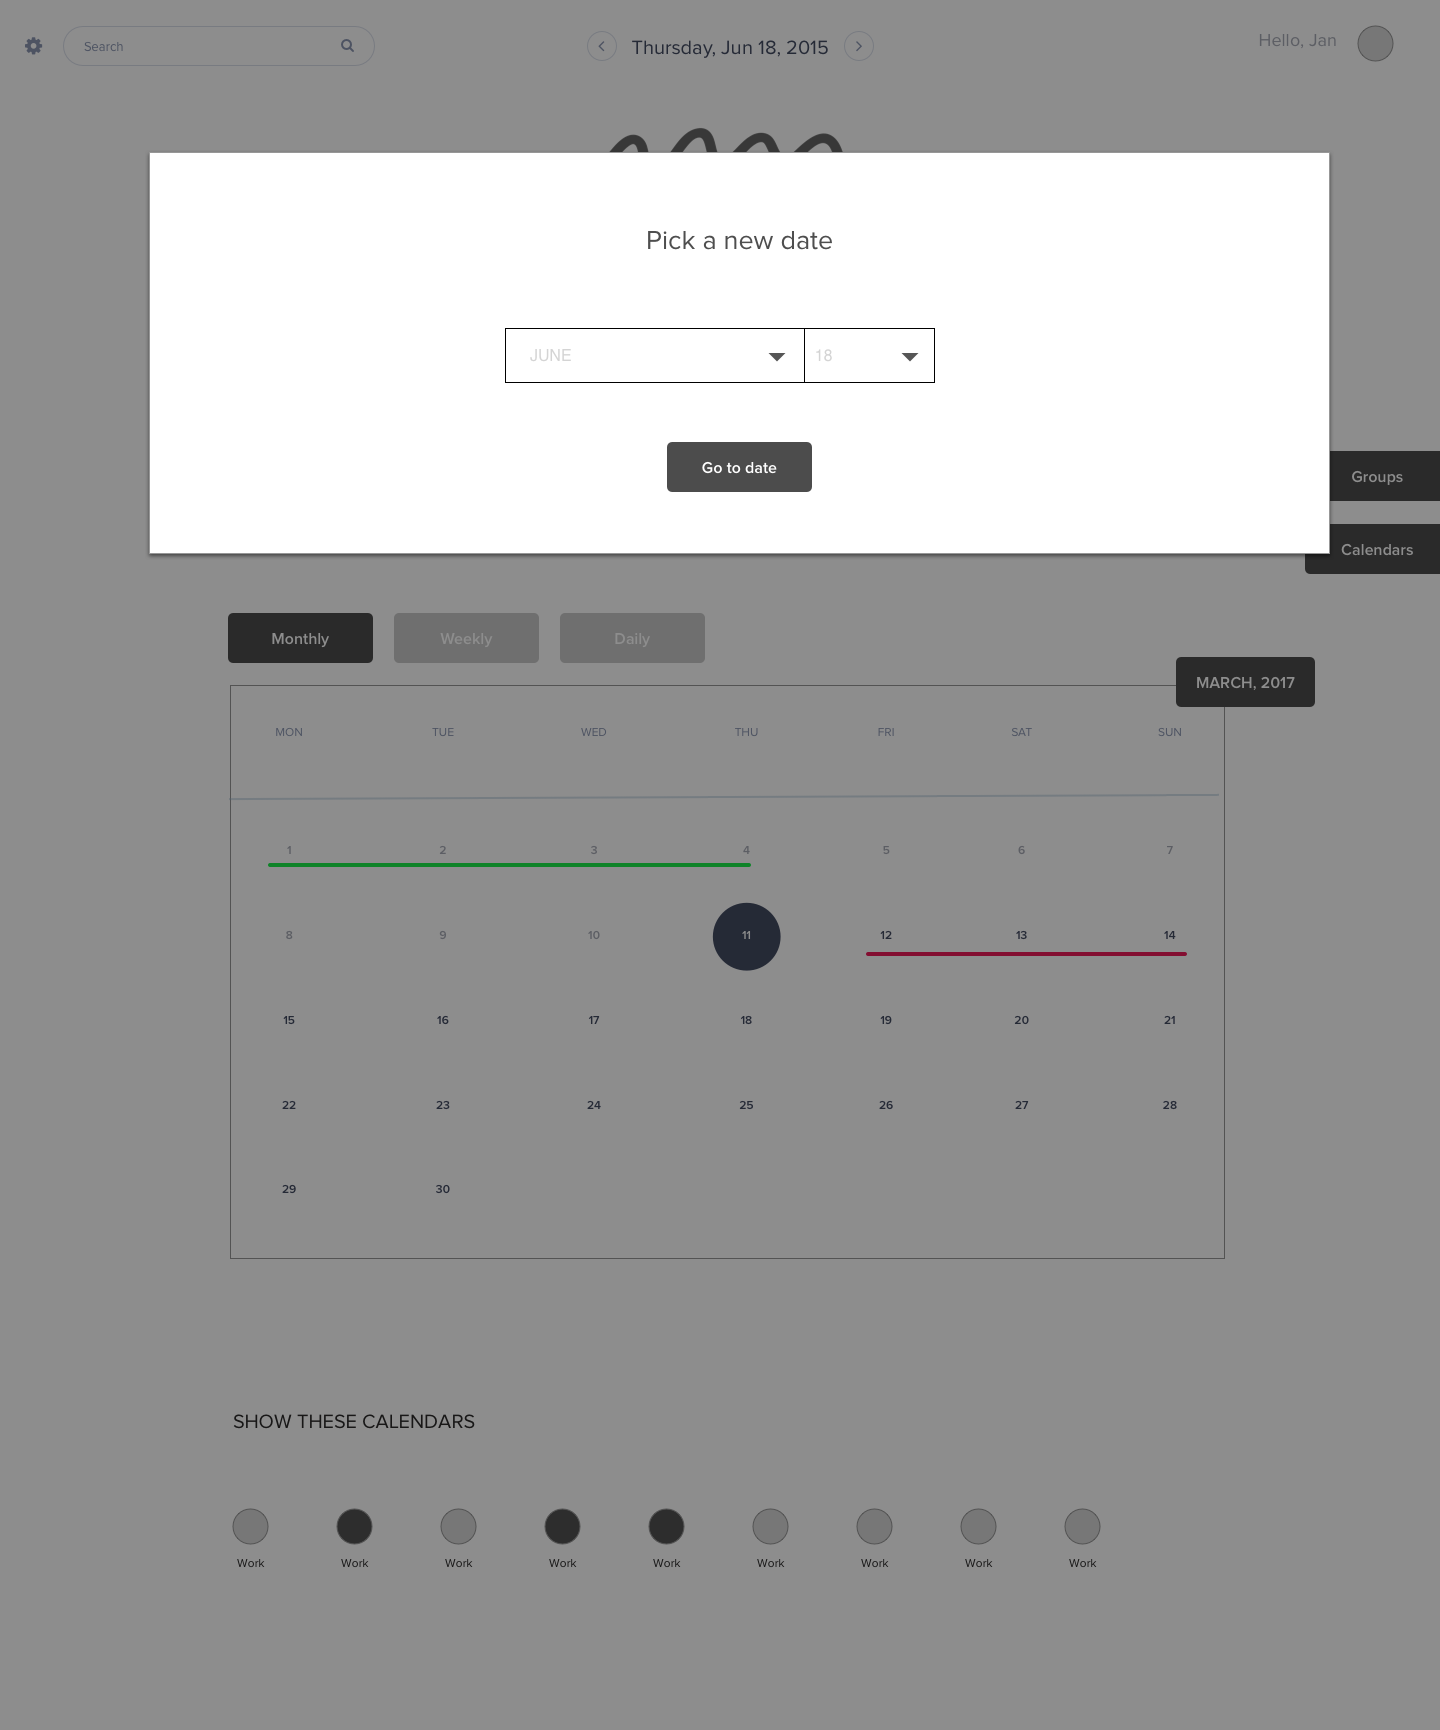 Search
Thursday, Jun 18, 2015
Hello, Jan
Pick a new date
JUNE 18
Go to date
Groups
Calendars
Monthly Weekly Daily
MARCH, 2017
MON TUE WED THU FRI SAT SUN
1 2 3 4 5 6 7
8 9 10 11 12 13 14
15 16 17 18 19 20 21
22 23 24 25 26 27 28
29 30
SHOW THESE CALENDARS
Work Work Work Work Work Work Work Work Work